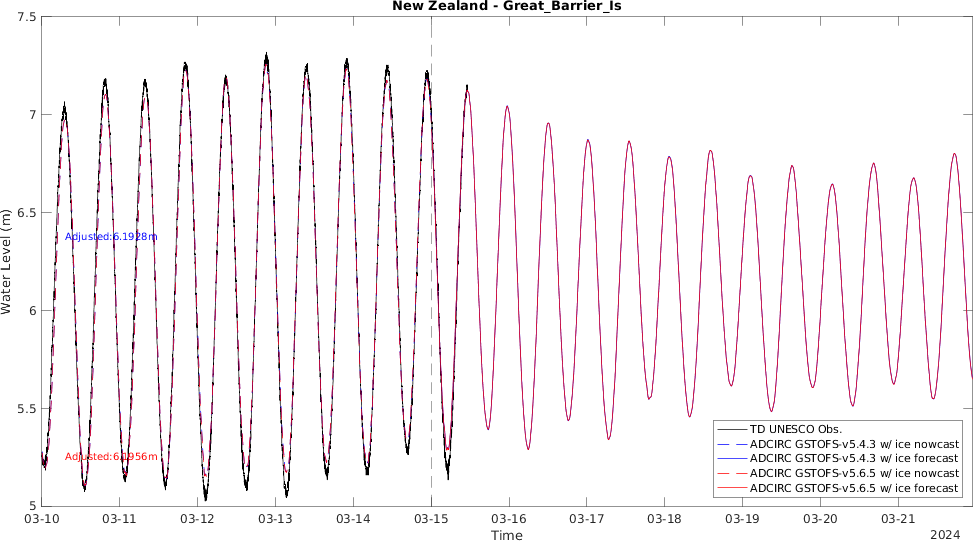 New Zealand - Great_Barrier_Is
7.5
7
6.5
6
5.5
5
Water Level (m)
Adjusted:6.1928m
Adjusted:6.1956m
TD UNESCO Obs.
ADCIRC GSTOFS-v5.4.3 w/ ice nowcast
ADCIRC GSTOFS-v5.4.3 w/ ice forecast
ADCIRC GSTOFS-v5.6.5 w/ ice nowcast
ADCIRC GSTOFS-v5.6.5 w/ ice forecast
03-10 03-11 03-12 03-13 03-14 03-15 03-16 03-17 03-18 03-19 03-20 03-21
Time
2024